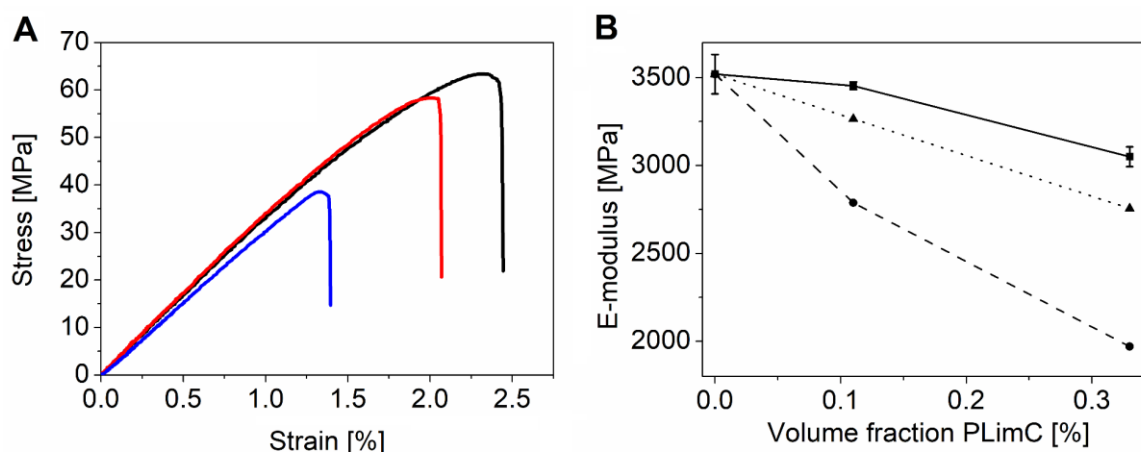 A
70
60
50
40
30
20
10
0
Stress [MPa]
0.0 0.5 1.0 1.5 2.0 2.5
Strain [%]
B
3500
3000
2500
2000
E-modulus [MPa]
0.0 0.1 0.2 0.3
Volume fraction PLimC [%]